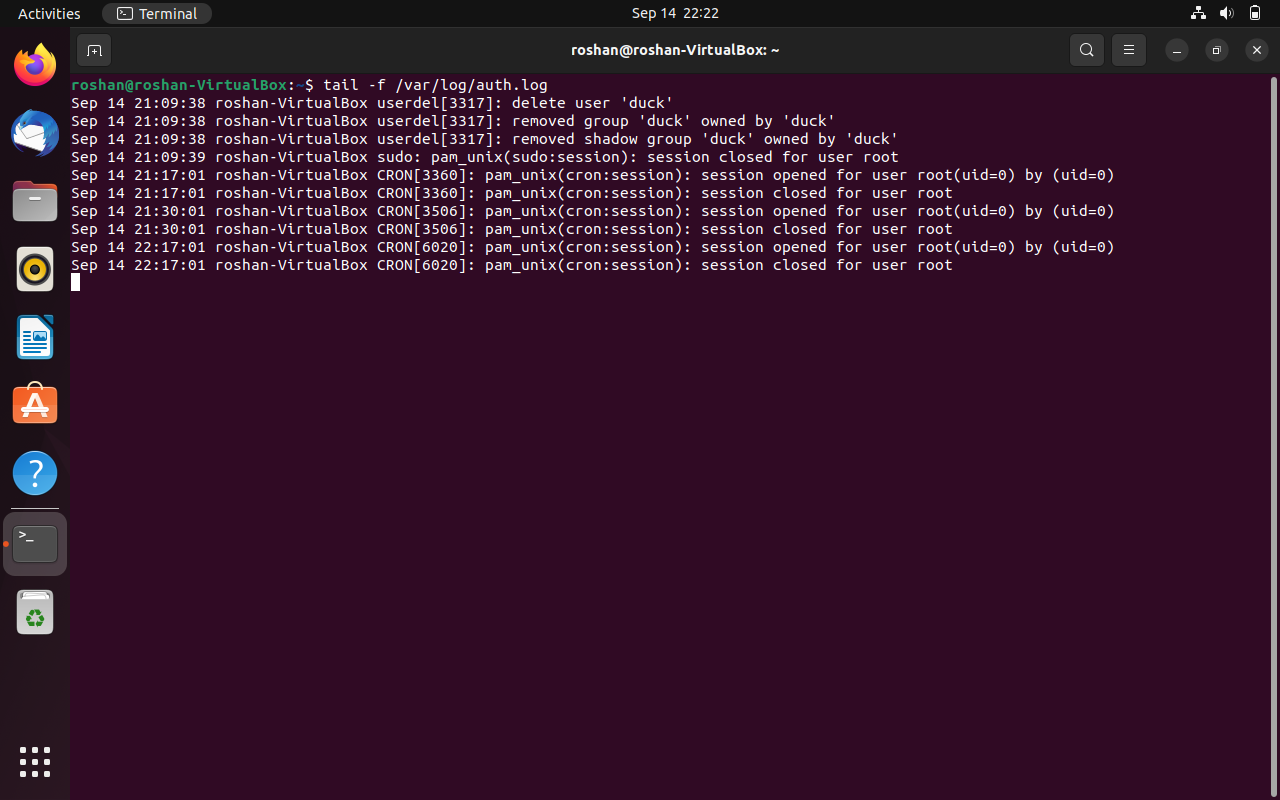 Activities
Terminal
Sep 14 22:22
roshan@roshan-VirtualBox: ~
roshan@roshan-VirtualBox:~$ tail -f /var/log/auth.log
Sep 14 21:09:38 roshan-VirtualBox userdel[3317]: delete user 'duck'
Sep 14 21:09:38 roshan-VirtualBox userdel[3317]: removed group 'duck' owned by 'duck'
Sep 14 21:09:38 roshan-VirtualBox userdel[3317]: removed shadow group 'duck' owned by 'duck'
Sep 14 21:09:39 roshan-VirtualBox sudo: pam_unix(sudo:session): session closed for user root
Sep 14 21:17:01 roshan-VirtualBox CRON[3360]: pam_unix(cron:session): session opened for user root(uid=0) by (uid=0)
Sep 14 21:17:01 roshan-VirtualBox CRON[3360]: pam_unix(cron:session): session closed for user root
Sep 14 21:30:01 roshan-VirtualBox CRON[3506]: pam_unix(cron:session): session opened for user root(uid=0) by (uid=0)
Sep 14 21:30:01 roshan-VirtualBox CRON[3506]: pam_unix(cron:session): session closed for user root
Sep 14 22:17:01 roshan-VirtualBox CRON[6020]: pam_unix(cron:session): session opened for user root(uid=0) by (uid=0)
Sep 14 22:17:01 roshan-VirtualBox CRON[6020]: pam_unix(cron:session): session closed for user root